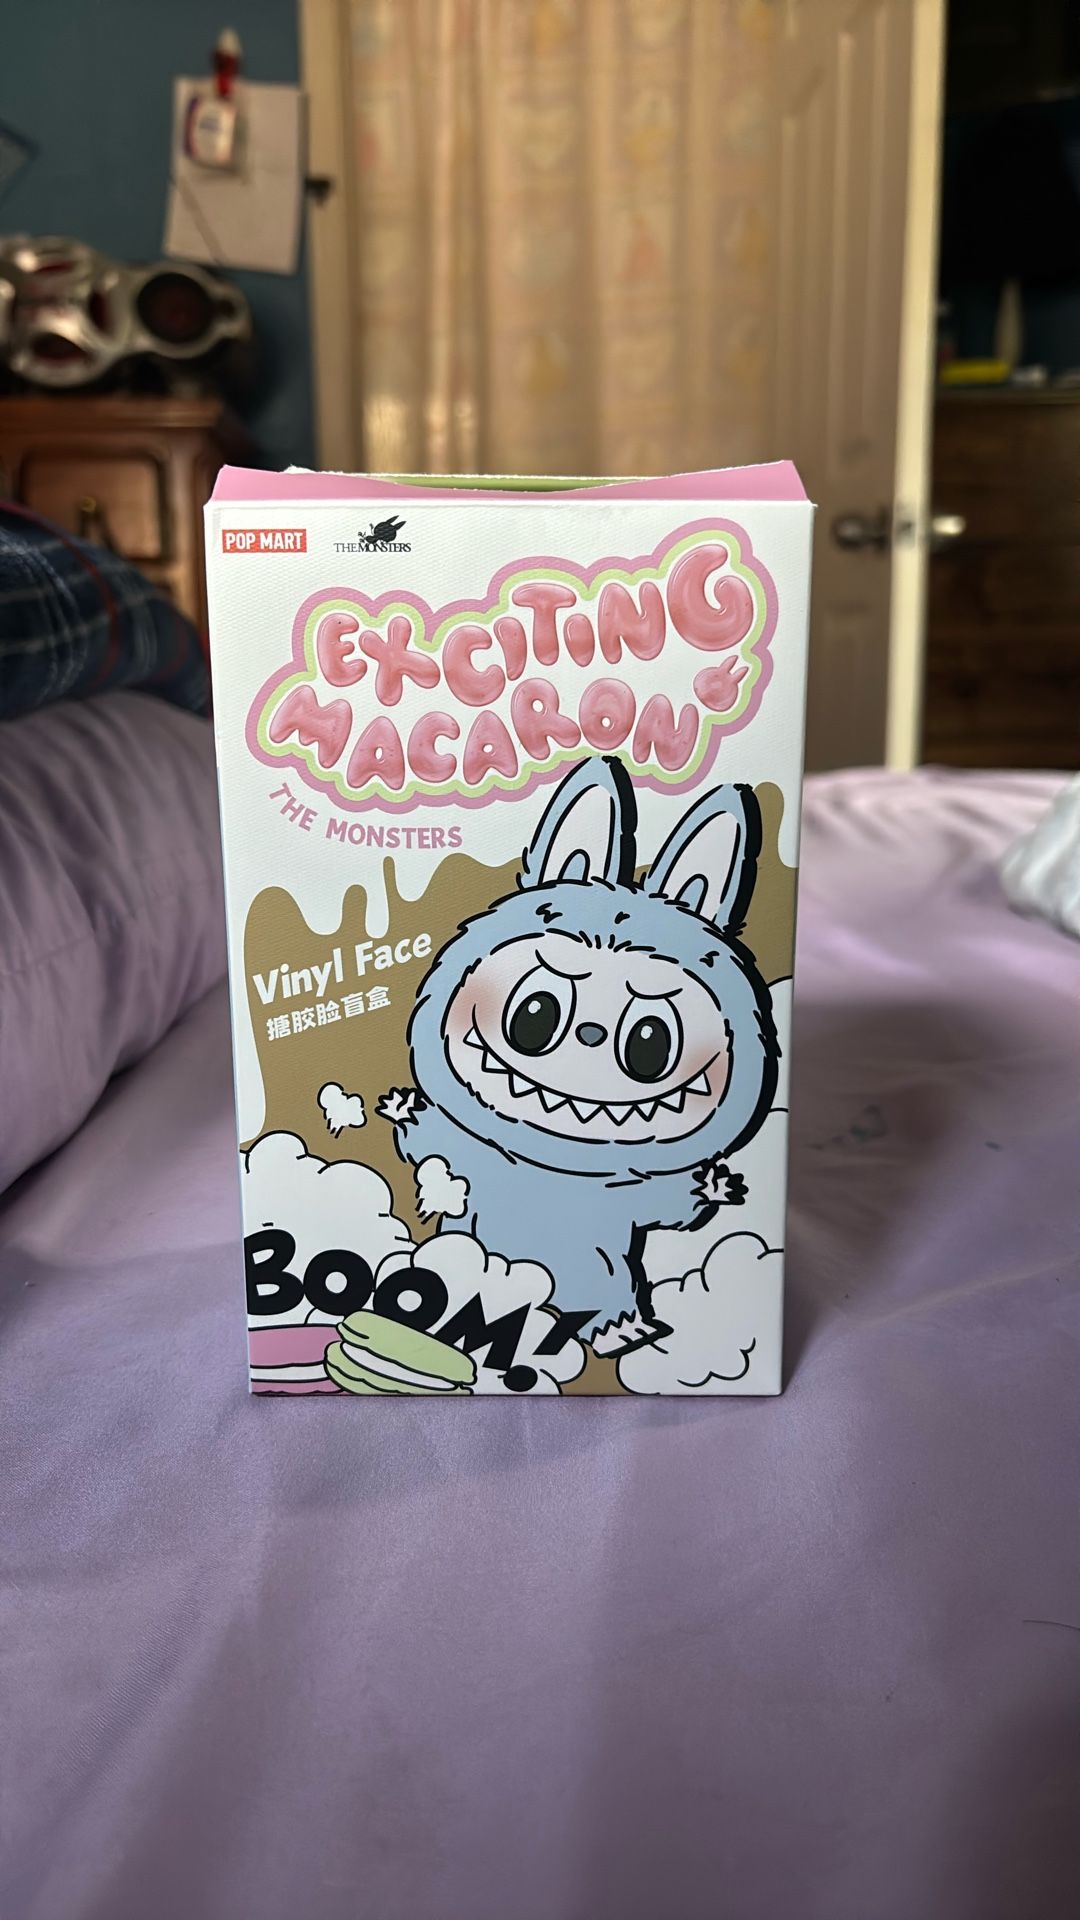 POP MART
THE MONSTERS
EXCITING
MACARON
THE MONSTERS
Vinyl Face
搪胶脸盲盒
BOOM!